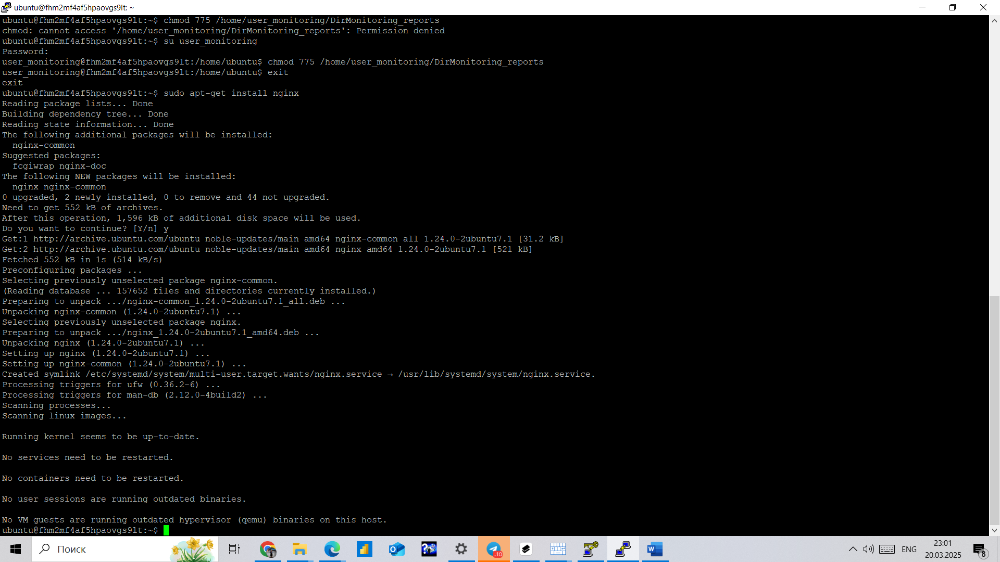 ubuntu@fhm2mf4af5hpaovgs9lt: ~
ubuntu@fhm2mf4af5hpaovgs9lt:~$ chmod 775 /home/user_monitoring/DirMonitoring_reports
chmod: cannot access '/home/user_monitoring/DirMonitoring_reports': Permission denied
ubuntu@fhm2mf4af5hpaovgs9lt:~$ su user_monitoring
Password:
user_monitoring@fhm2mf4af5hpaovgs9lt:/home/ubuntu$ chmod 775 /home/user_monitoring/DirMonitoring_reports
user_monitoring@fhm2mf4af5hpaovgs9lt:/home/ubuntu$ exit
exit
ubuntu@fhm2mf4af5hpaovgs9lt:~$ sudo apt-get install nginx
Reading package lists... Done
Building dependency tree... Done
Reading state information... Done
The following additional packages will be installed:
  nginx-common
Suggested packages:
  fcgiwrap nginx-doc
The following NEW packages will be installed:
  nginx nginx-common
0 upgraded, 2 newly installed, 0 to remove and 44 not upgraded.
Need to get 552 kB of archives.
After this operation, 1,596 kB of additional disk space will be used.
Do you want to continue? [Y/n] y
Get:1 http://archive.ubuntu.com/ubuntu noble-updates/main amd64 nginx-common all 1.24.0-2ubuntu7.1 [31.2 kB]
Get:2 http://archive.ubuntu.com/ubuntu noble-updates/main amd64 nginx amd64 1.24.0-2ubuntu7.1 [521 kB]
Fetched 552 kB in 1s (514 kB/s)
Preconfiguring packages ...
Selecting previously unselected package nginx-common.
(Reading database ... 157652 files and directories currently installed.)
Preparing to unpack .../nginx-common_1.24.0-2ubuntu7.1_all.deb ...
Unpacking nginx-common (1.24.0-2ubuntu7.1) ...
Selecting previously unselected package nginx.
Preparing to unpack .../nginx_1.24.0-2ubuntu7.1_amd64.deb ...
Unpacking nginx (1.24.0-2ubuntu7.1) ...
Setting up nginx (1.24.0-2ubuntu7.1) ...
Setting up nginx-common (1.24.0-2ubuntu7.1) ...
Created symlink /etc/systemd/system/multi-user.target.wants/nginx.service → /usr/lib/systemd/system/nginx.service.
Processing triggers for ufw (0.36.2-6) ...
Processing triggers for man-db (2.12.0-4build2) ...
Scanning processes...
Scanning linux images...
Running kernel seems to be up-to-date.
No services need to be restarted.
No containers need to be restarted.
No user sessions are running outdated binaries.
No VM guests are running outdated hypervisor (qemu) binaries on this host.
ubuntu@fhm2mf4af5hpaovgs9lt:~$
Поиск
..10
ENG
23:01
20.03.2025
8